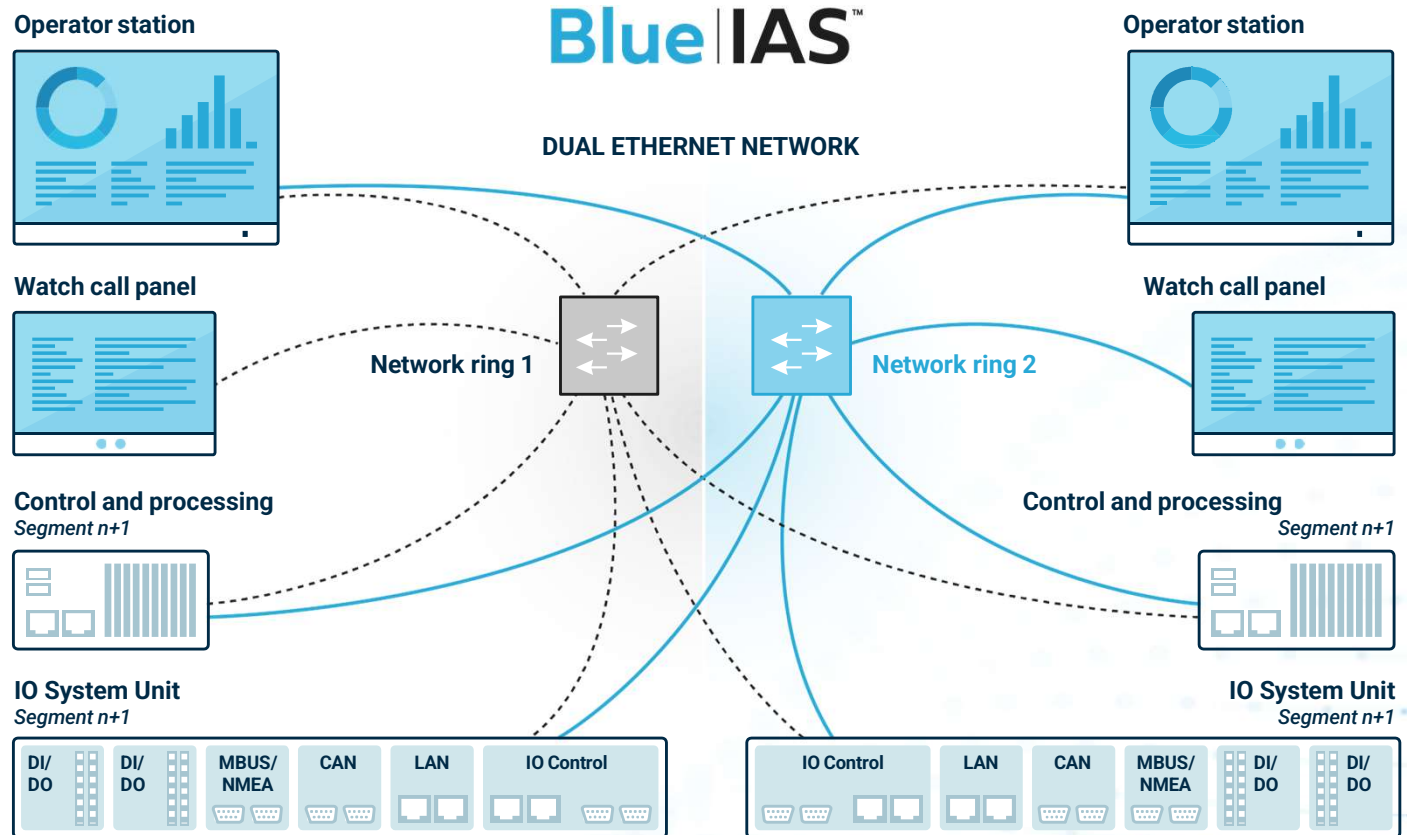 Operator station
Blue|IAS™
Operator station
DUAL ETHERNET NETWORK
Watch call panel
Watch call panel
Network ring 1
Network ring 2
Control and processing
Segment n+1
Control and processing
Segment n+1
IO System Unit
Segment n+1
IO System Unit
Segment n+1
DI/
DO
DI/
DO
MBUS/
NMEA
CAN
LAN
IO Control
IO Control
LAN
CAN
MBUS/
NMEA
DI/
DO
DI/
DO